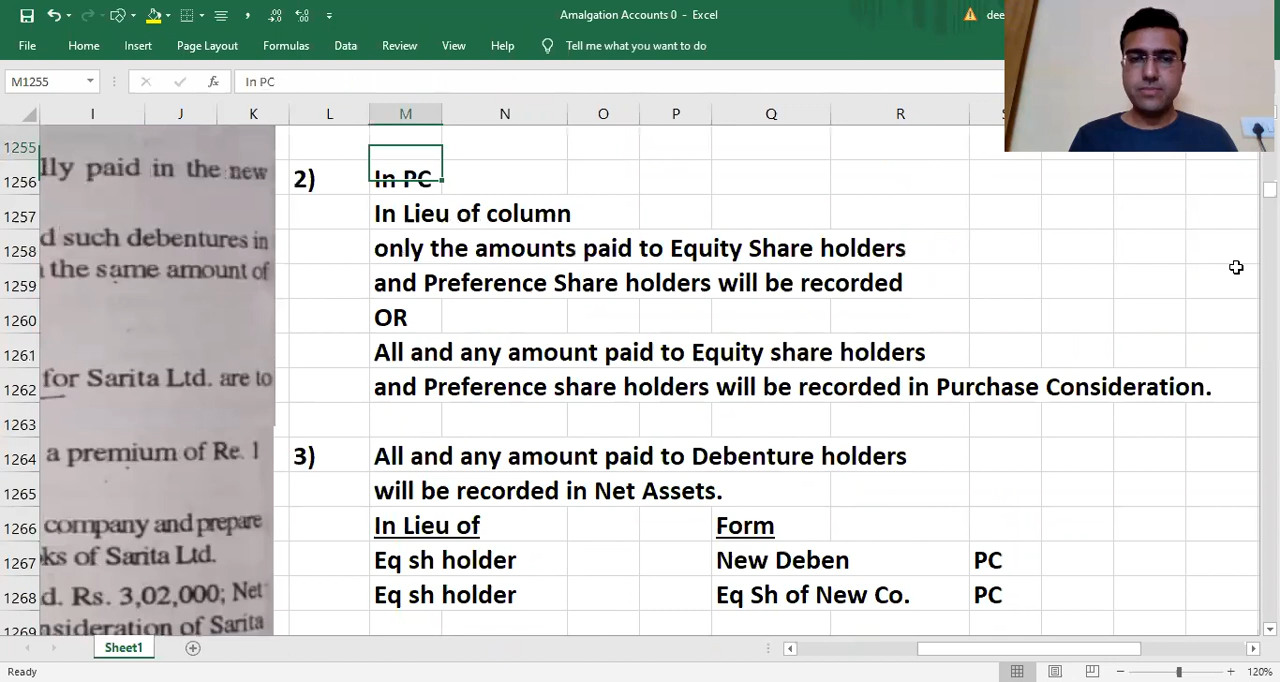 Amalgation Accounts 0 - Excel
dee
File Home Insert Page Layout Formulas Data Review View Help Tell me what you want to do
M1255 fx In PC
I J K L M N O P Q R
1255
1256 lly paid in the new 2) In PC
1257 In Lieu of column
1258 d such debentures in only the amounts paid to Equity Share holders
1259 the same amount of and Preference Share holders will be recorded
1260 OR
1261 All and any amount paid to Equity share holders
1262 for Sarita Ltd. are to and Preference share holders will be recorded in Purchase Consideration.
1263
1264 a premium of Re. 1 3) All and any amount paid to Debenture holders
1265 will be recorded in Net Assets.
1266 company and prepare In Lieu of Form
1267 ks of Sarita Ltd. Eq sh holder New Deben PC
1268 d. Rs. 3,02,000; Net Eq sh holder Eq Sh of New Co. PC
1269 nsideration of Sarita
Sheet1
Ready 120%